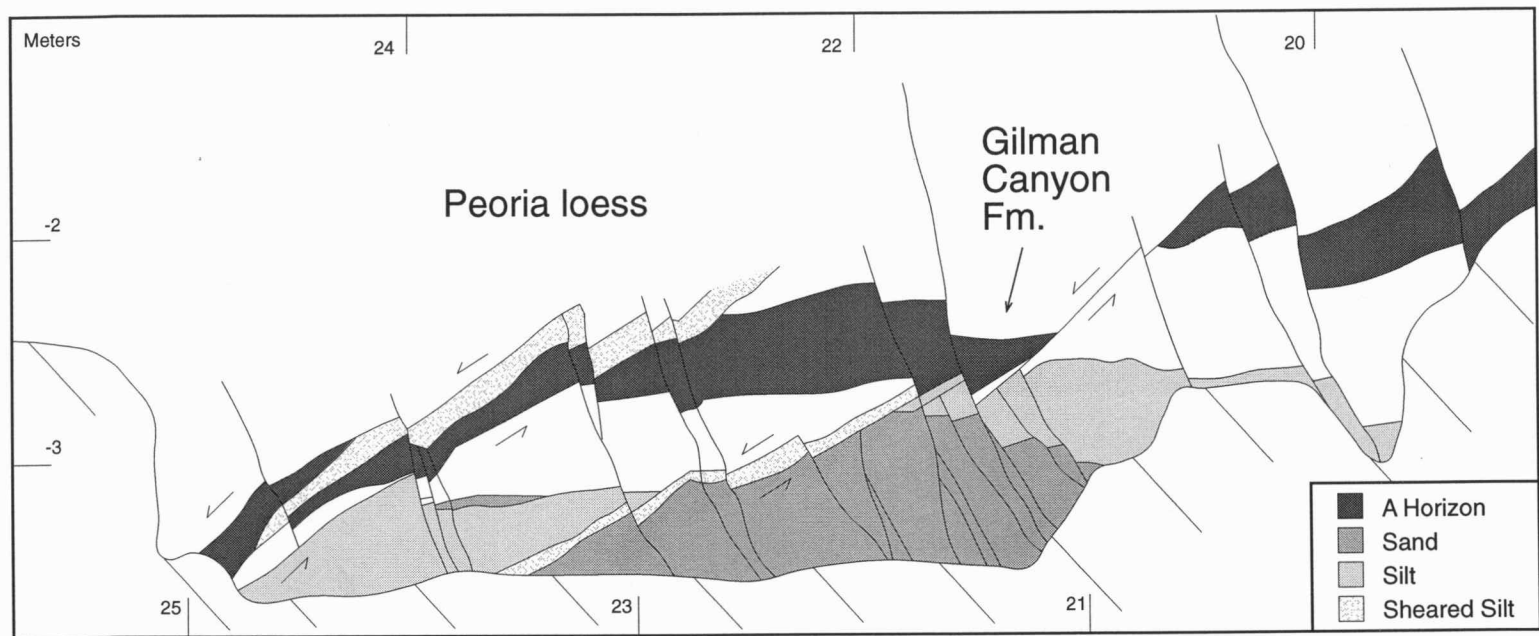 Meters
24
22
20
Gilman
Canyon
Fm.
Peoria loess
-2
-3
A Horizon
Sand
Silt
Sheared Silt
25
23
21